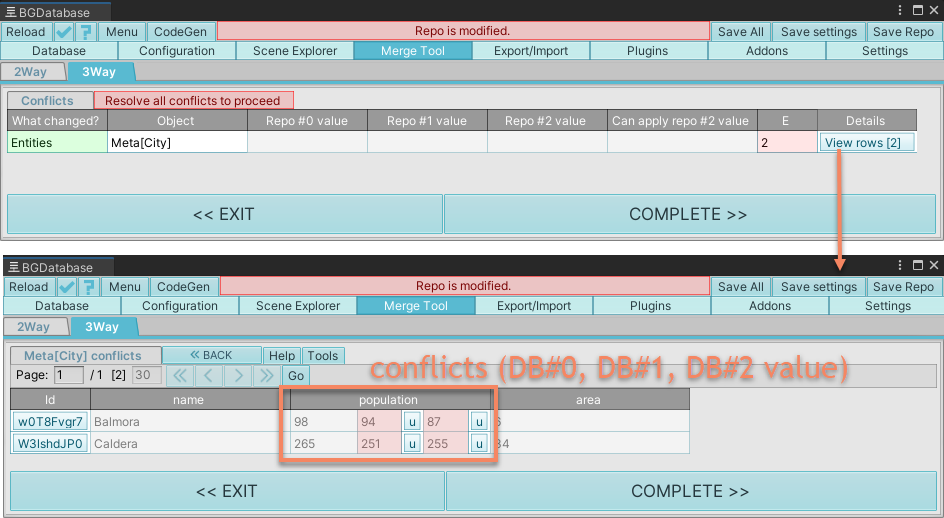 BGDatabase
Reload ? Menu CodeGen Repo is modified. Save All Save settings Save Repo
Database Configuration Scene Explorer Merge Tool Export/Import Plugins Addons Settings
2Way 3Way
Conflicts Resolve all conflicts to proceed
What changed? Object Repo #0 value Repo #1 value Repo #2 value Can apply repo #2 value E Details
Entities Meta[City] 2 View rows [2]
<< EXIT COMPLETE >>
BGDatabase
Reload ? Menu CodeGen Repo is modified. Save All Save settings Save Repo
Database Configuration Scene Explorer Merge Tool Export/Import Plugins Addons Settings
2Way 3Way
Meta[City] conflicts << BACK Help Tools
Page: 1 / 1 [2] 30 << < > >> Go conflicts (DB#0, DB#1, DB#2 value)
Id name population area
w0T8Fvgr7 Balmora 98 94 u 87 u
W3IshdJP0 Caldera 265 251 u 255 u 34
<< EXIT COMPLETE >>